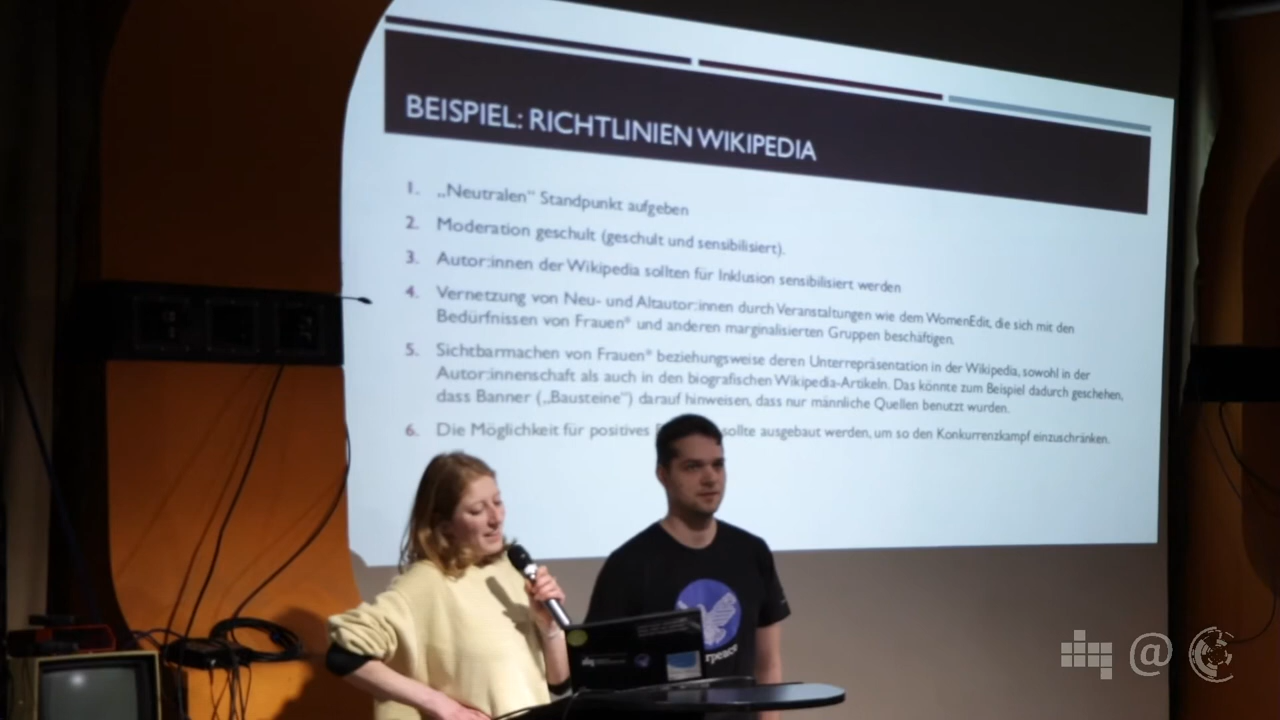 BEISPIEL: RICHTLINIEN WIKIPEDIA
1. „Neutralen“ Standpunkt aufgeben
2. Moderation geschult (geschult und sensibilisiert).
3. Autor:innen der Wikipedia sollten für Inklusion sensibilisiert werden
4. Vernetzung von Neu- und Altautor:innen durch Veranstaltungen wie dem WomenEdit, die sich mit den
Bedürfnissen von Frauen* und anderen marginalisierten Gruppen beschäftigen.
5. Sichtbarmachen von Frauen* beziehungsweise deren Unterrepräsentation in der Wikipedia, sowohl in der
Autor:innenschaft als auch in den biografischen Wikipedia-Artikeln. Das könnte zum Beispiel dadurch geschehen,
dass Banner („Bausteine“) darauf hinweisen, dass nur männliche Quellen benutzt wurden.
6. Die Möglichkeit für positives sollte ausgebaut werden, um so den Konkurrenzkampf einzuschränken.
@